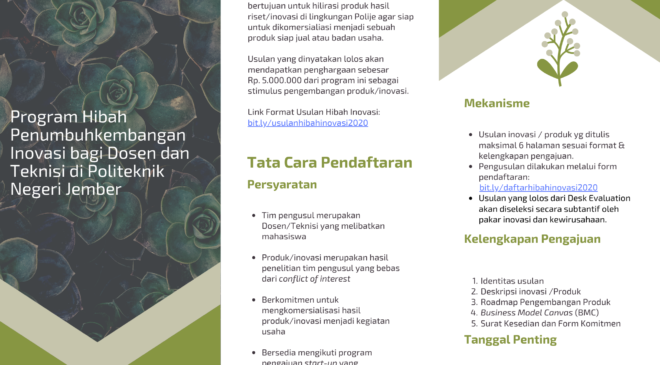 Program Hibah
Penumbuhkembangan
Inovasi bagi Dosen dan
Teknisi di Politeknik
Negeri Jember
bertujuan untuk hilirasi produk hasil
riset/inovasi di lingkungan Polije agar siap
untuk dikomersialiasi menjadi sebuah
produk siap jual atau badan usaha.
Usulan yang dinyatakan lolos akan
mendapatkan penghargaan sebesar
Rp. 5.000.000 dari program ini sebagai
stimulus pengembangan produk/inovasi.
Link Format Usulan Hibah Inovasi:
bit.ly/usulanhibahinovasi2020
Tata Cara Pendaftaran
Persyaratan
• Tim pengusul merupakan
Dosen/Teknisi yang melibatkan
mahasiswa
• Produk/inovasi merupakan hasil
penelitian tim pengusul yang bebas
dari conflict of interest
• Berkomitmen untuk
mengkomersialisasi hasil
produk/inovasi menjadi kegiatan
usaha
• Bersedia mengikuti program
pengajuan start-up yang
Mekanisme
• Usulan inovasi / produk yg ditulis
maksimal 6 halaman sesuai format &
kelengkapan pengajuan.
• Pengusulan dilakukan melalui form
pendaftaran:
bit.ly/daftarhibahinovasi2020
• Usulan yang lolos dari Desk Evaluation
akan diseleksi secara subtantif oleh
pakar inovasi dan kewirausahaan.
Kelengkapan Pengajuan
1. Identitas usulan
2. Deskripsi inovasi /Produk
3. Roadmap Pengembangan Produk
4. Business Model Canvas (BMC)
5. Surat Kesedian dan Form Komitmen
Tanggal Penting